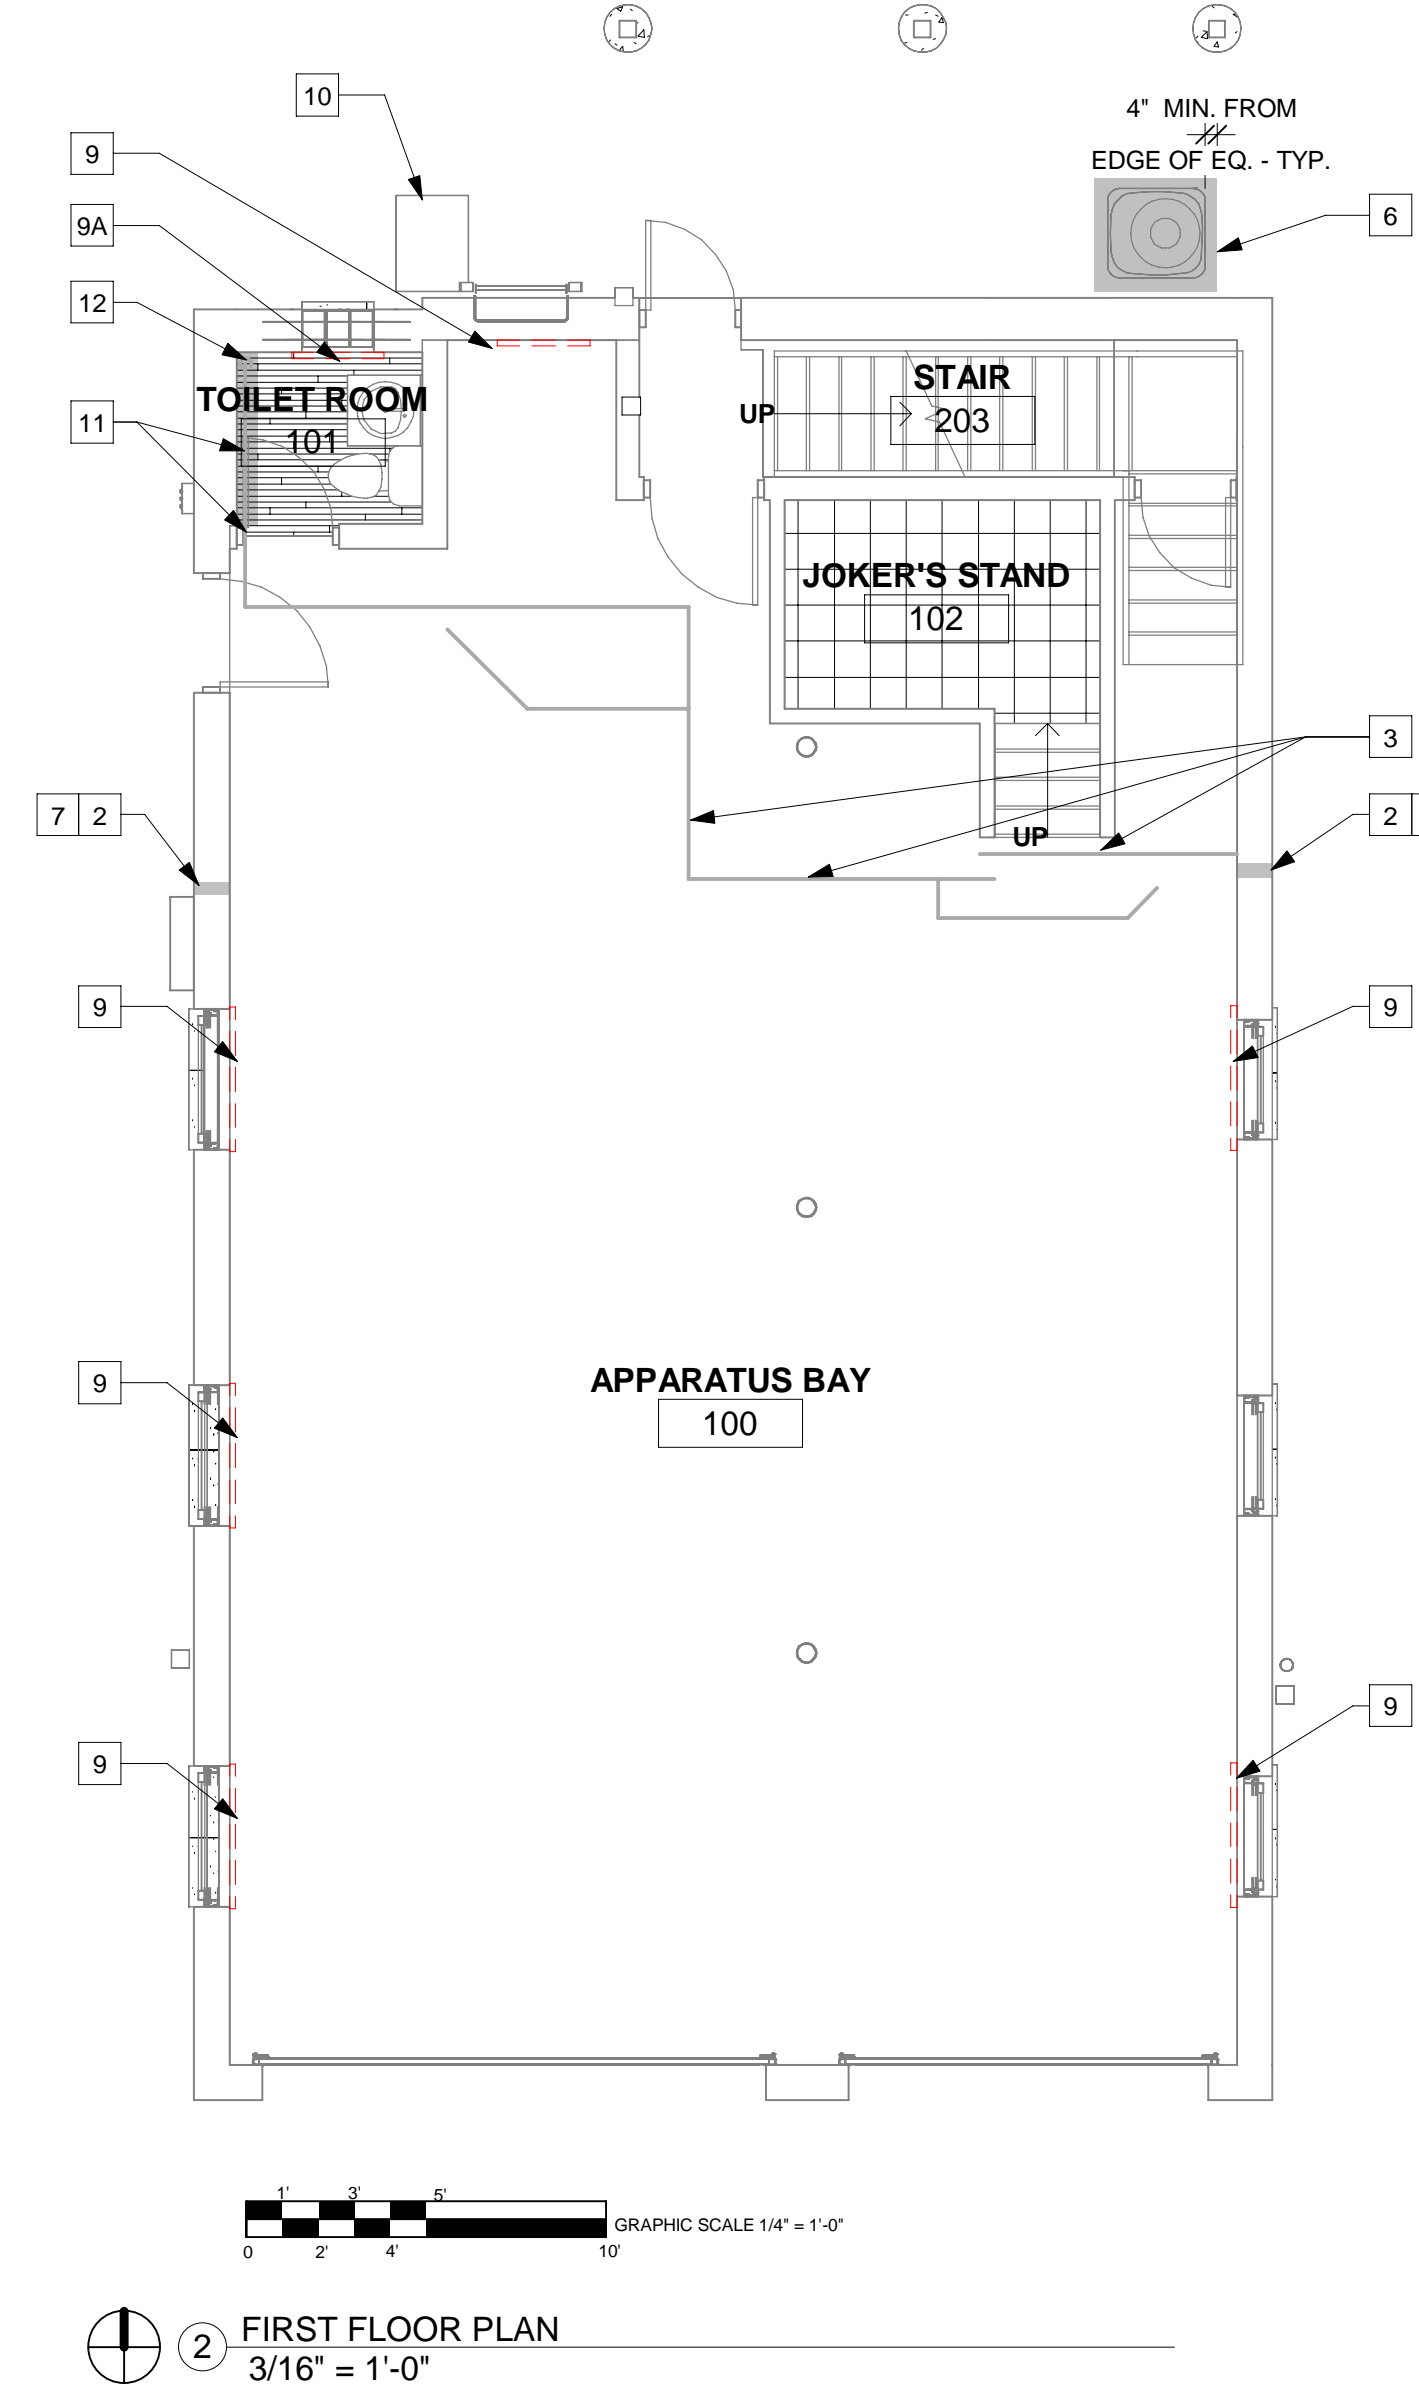 10
4" MIN. FROM
EDGE OF EQ. - TYP.
9
9A
6
12
11
TOILET ROOM
101
STAIR
UP
203
JOKER'S STAND
102
3
7 2
2
UP
9
9
APPARATUS BAY
100
9
9
9
1' 3' 5'
GRAPHIC SCALE 1/4" = 1'-0"
0 2' 4' 10'
2
FIRST FLOOR PLAN
3/16" = 1'-0"